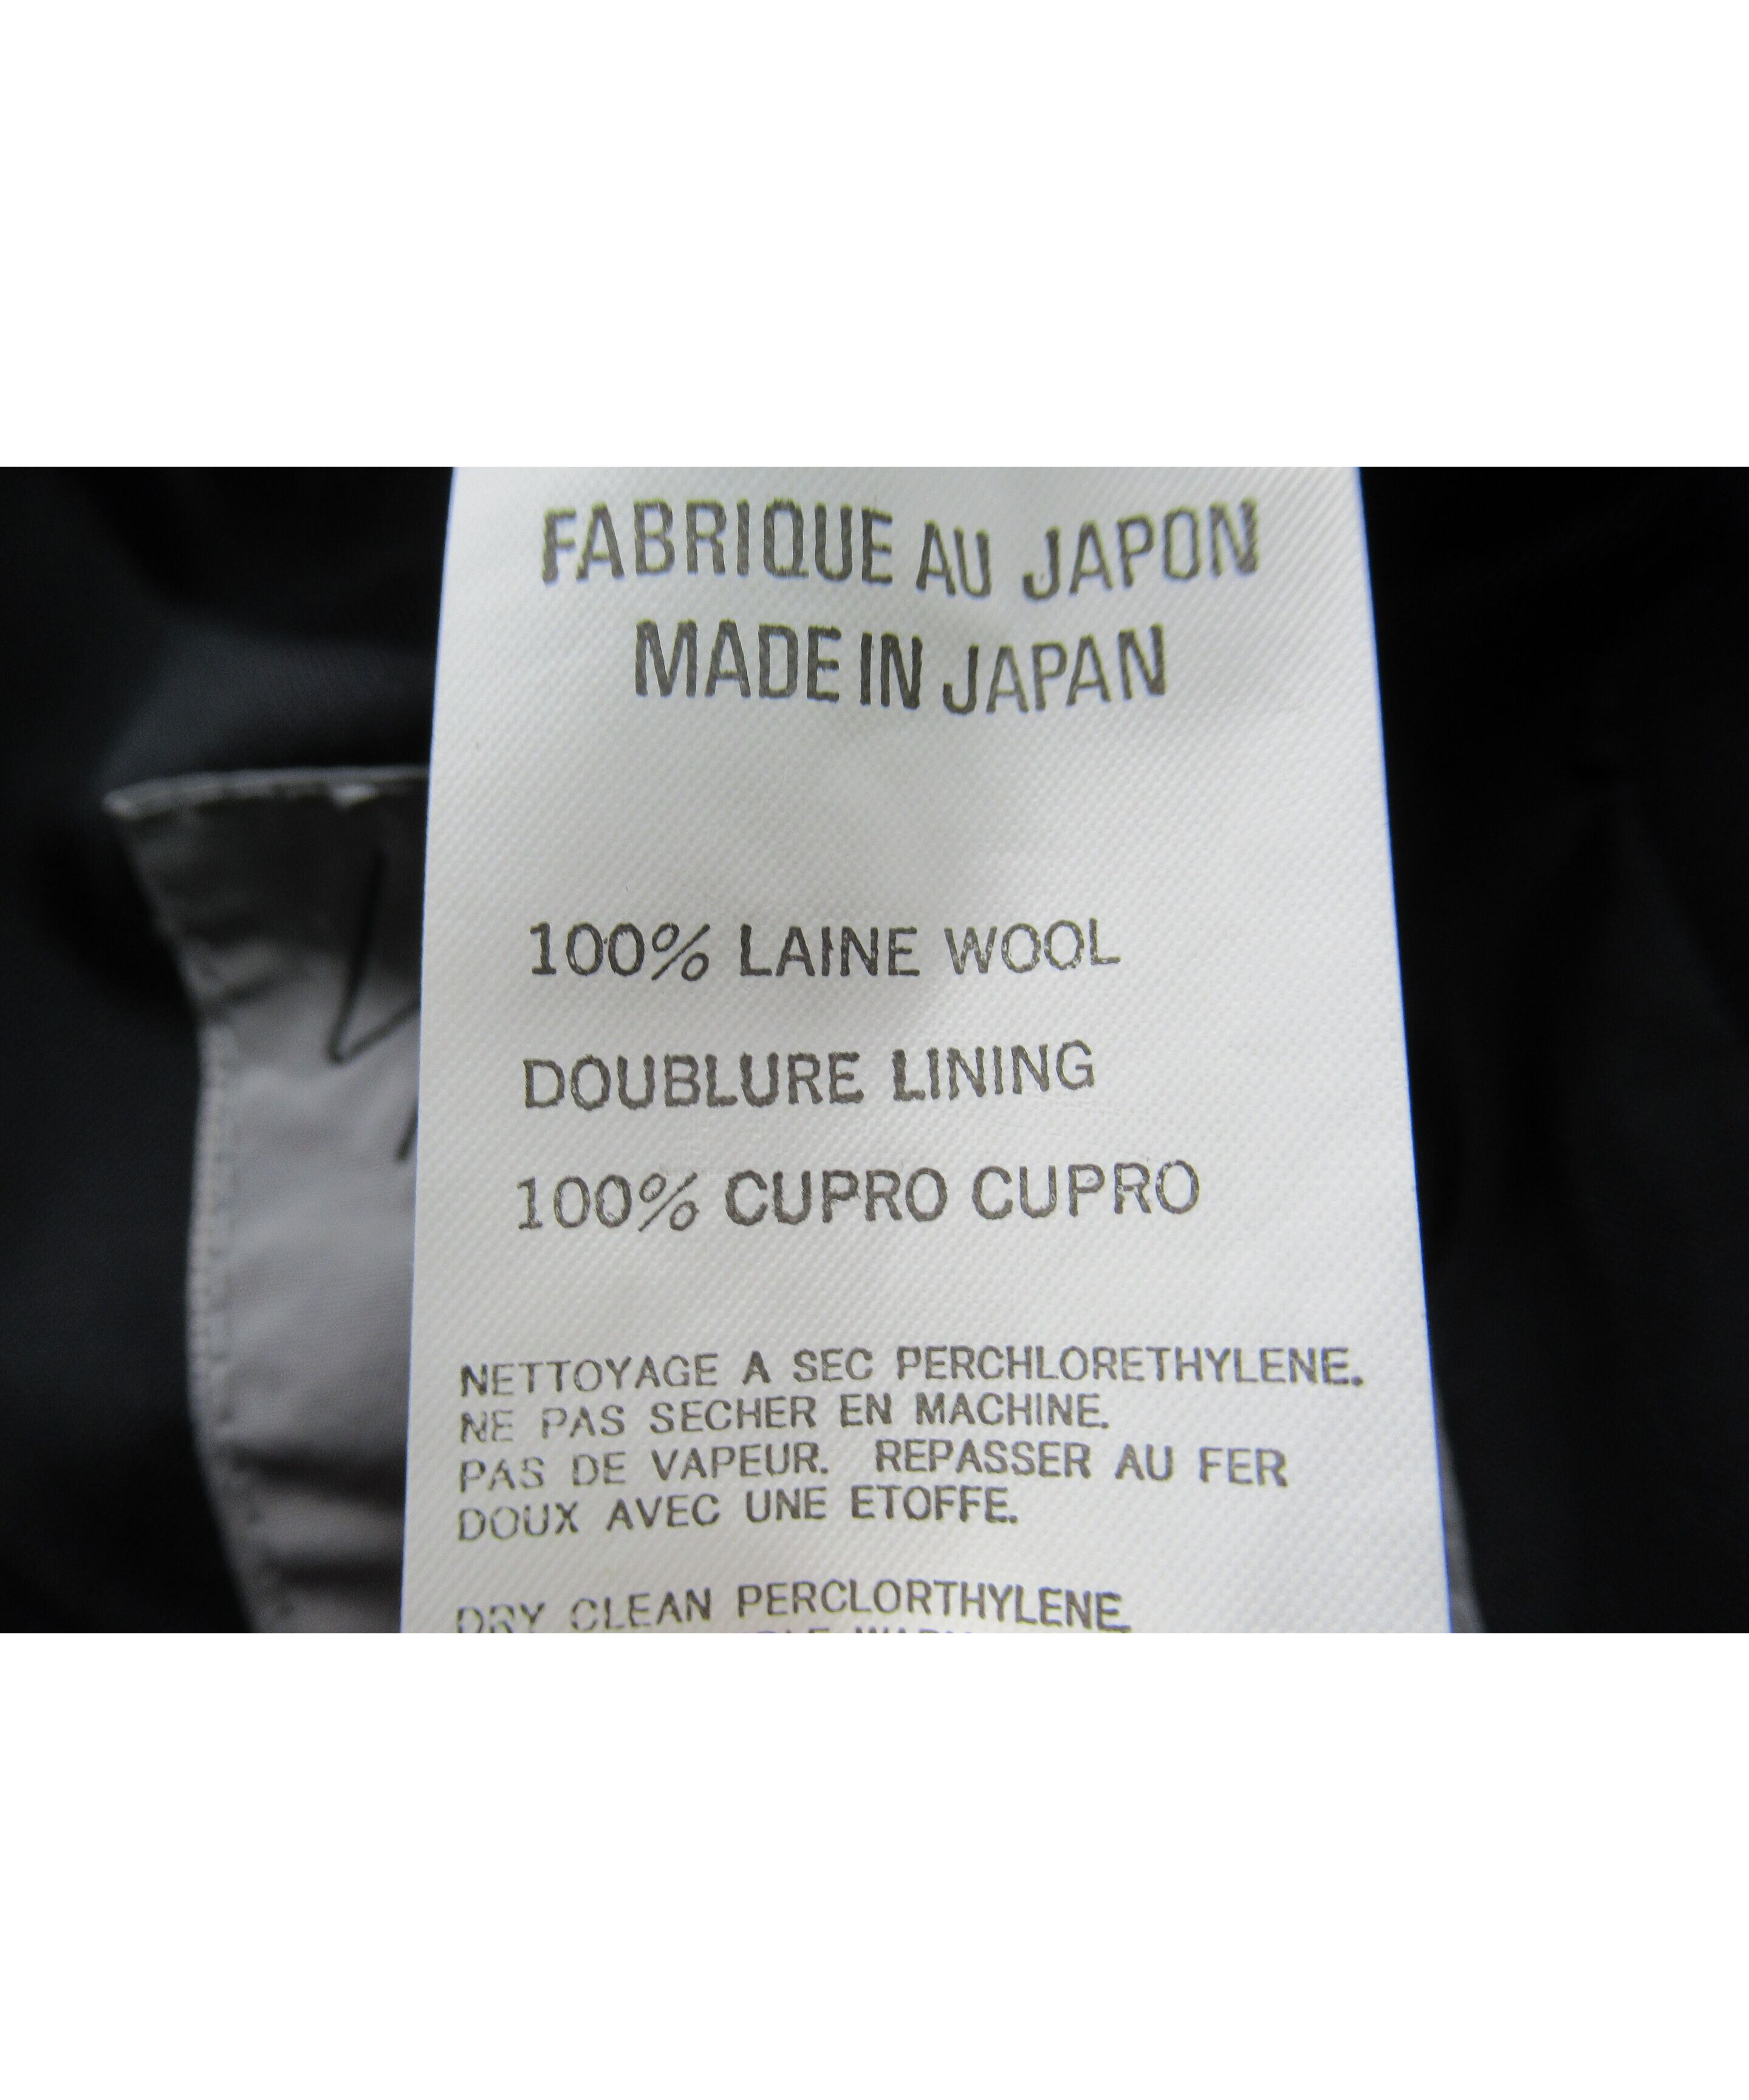 FABRIQUE AU JAPON
MADE IN JAPAN
100% LAINE WOOL
DOUBLURE LINING
100% CUPRO CUPRO
NETTOYAGE A SEC PERCHLORETHYLENE.
NE PAS SECHER EN MACHINE.
PAS DE VAPEUR. REPASSER AU FER
DOUX AVEC UNE ETOFFE.
DRY CLEAN PERCLORTHYLENE